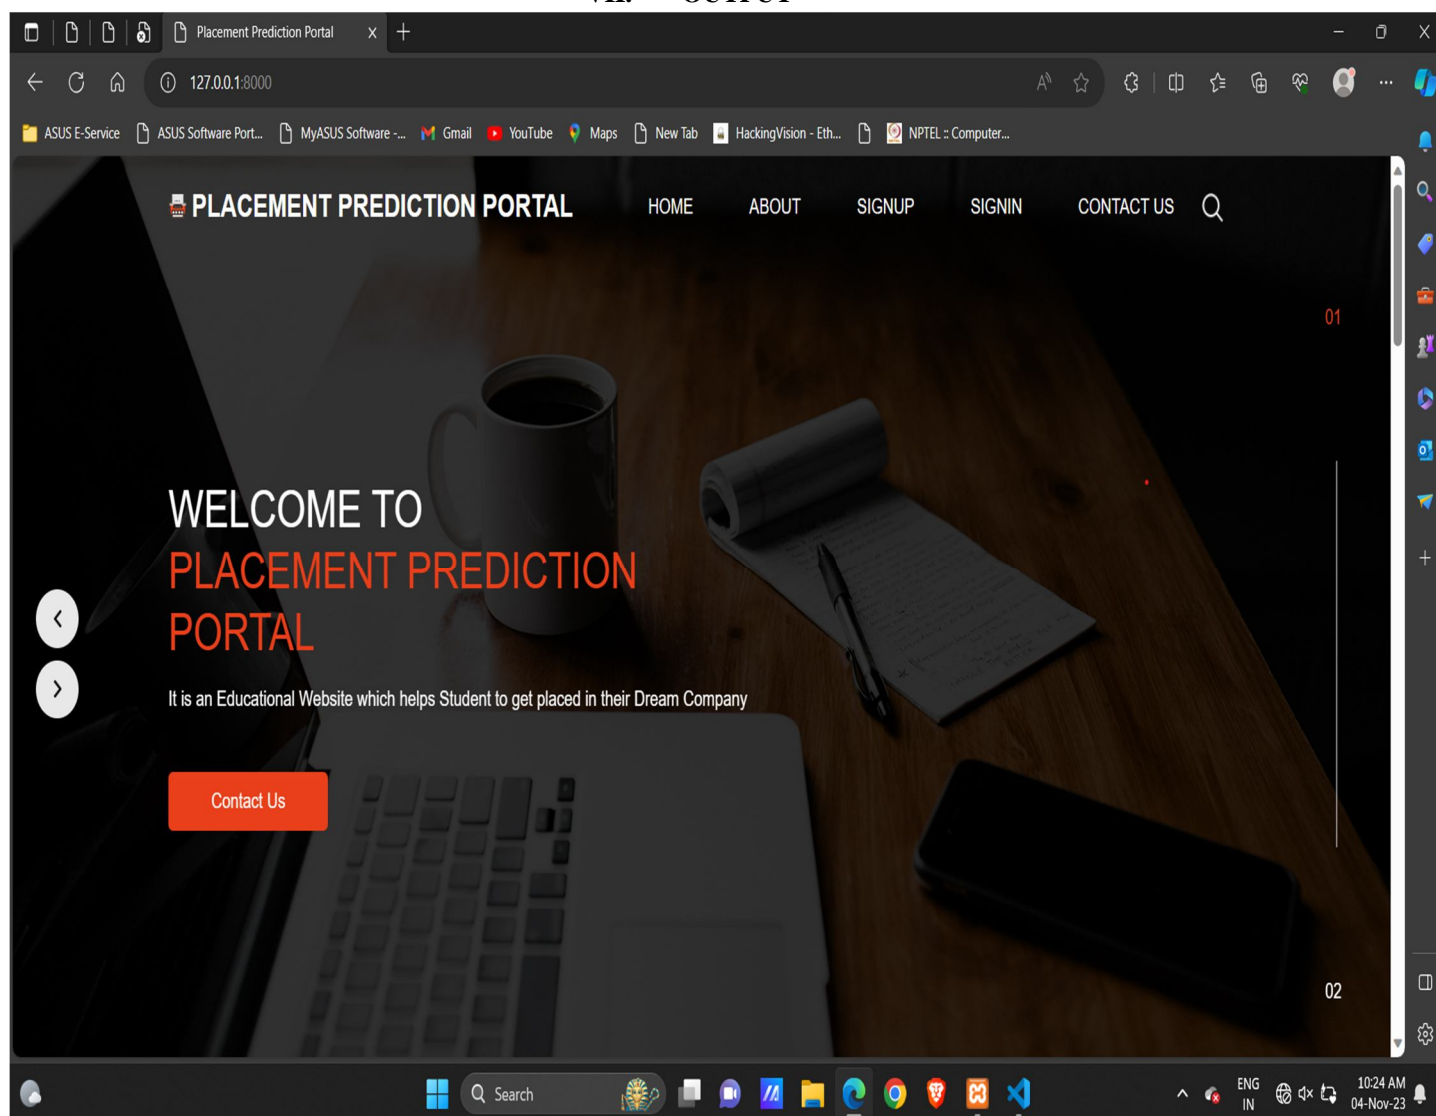 Placement Prediction Portal
127.0.0.1:8000
ASUS E-Service ASUS Software Port... MyASUS Software -... Gmail YouTube Maps New Tab HackingVision - Eth... NPTEL :: Computer...
PLACEMENT PREDICTION PORTAL HOME ABOUT SIGNUP SIGNIN CONTACT US
01
WELCOME TO
PLACEMENT PREDICTION
PORTAL
It is an Educational Website which helps Student to get placed in their Dream Company
Contact Us
02
Search
ENG
IN
10:24 AM
04-Nov-23